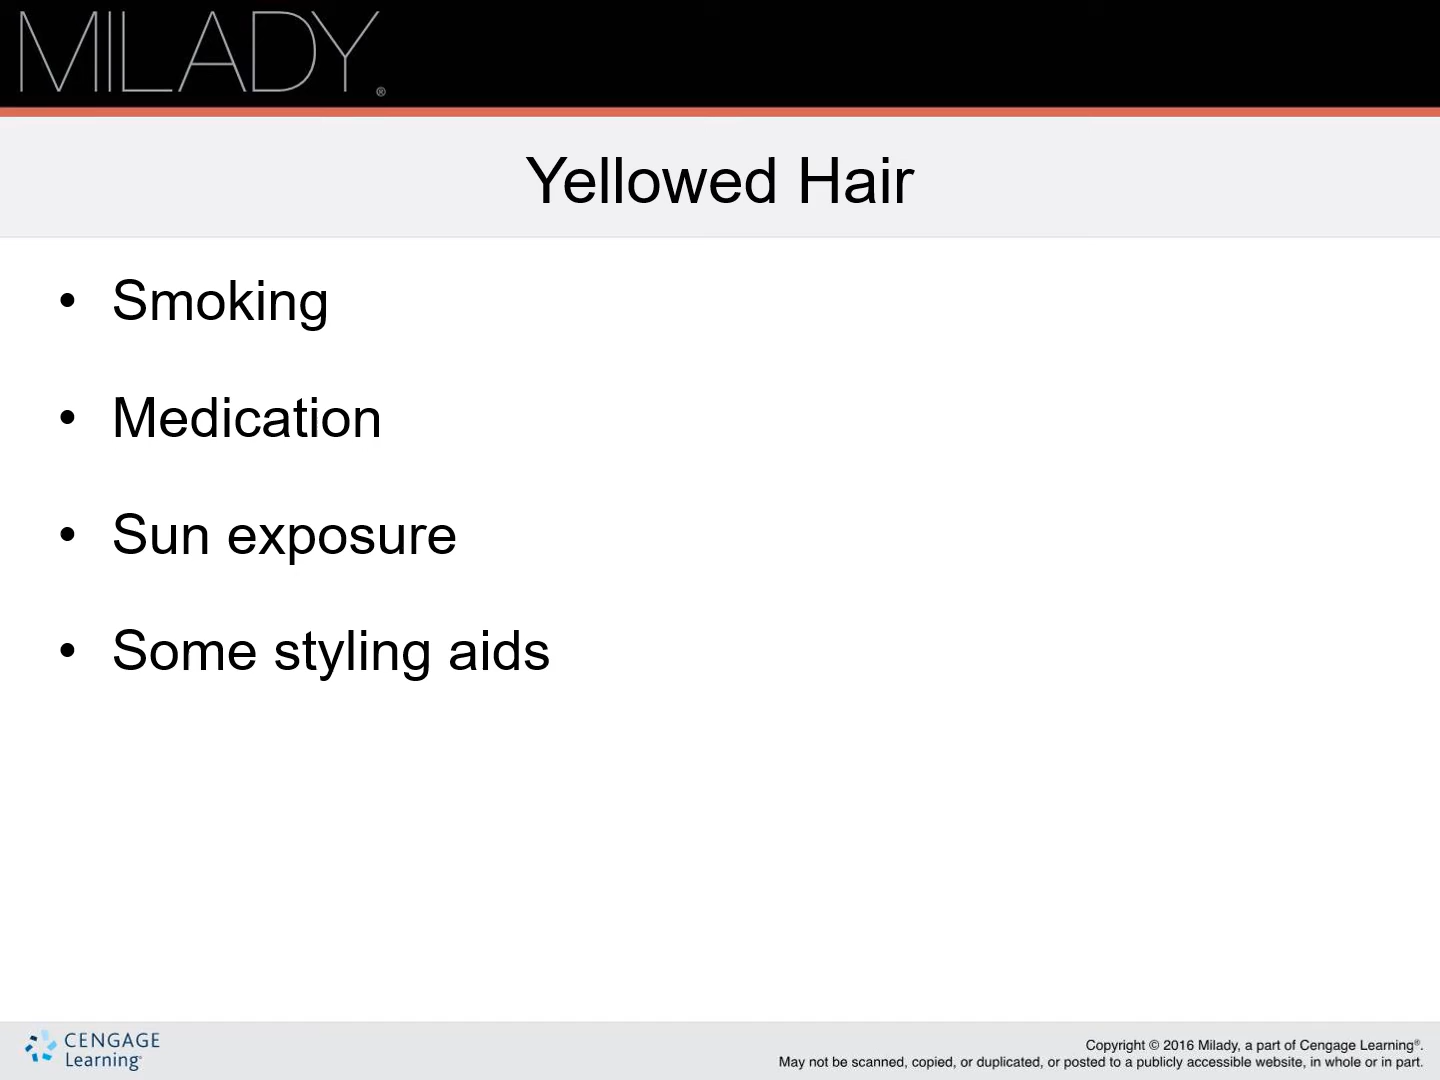 MILADY®
Yellowed Hair
• Smoking
• Medication
• Sun exposure
• Some styling aids
CENGAGE
Learning®
Copyright © 2016 Milady, a part of Cengage Learning®.
May not be scanned, copied, or duplicated, or posted to a publicly accessible website, in whole or in part.